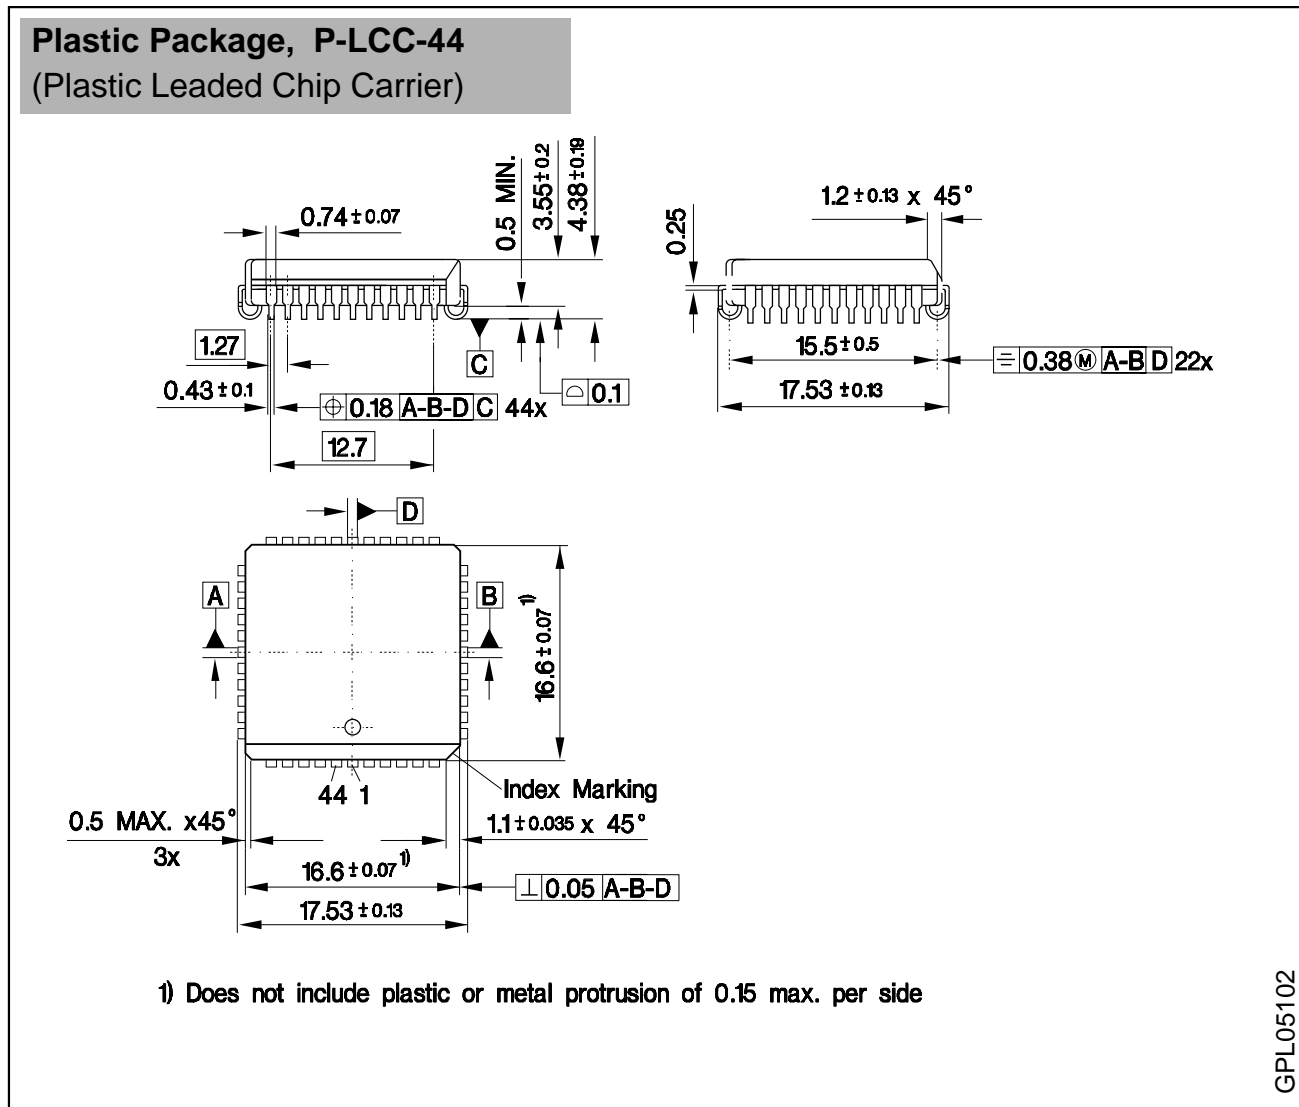 Plastic Package, P-LCC-44
(Plastic Leaded Chip Carrier)
0.74 ± 0.07
0.5 MIN.
3.55 ± 0.2
4.38 ± 0.19
1.27
0.43 ± 0.1
C
⌖ 0.18 A-B-D C 44x
⌓ 0.1
12.7
1.2 ± 0.13 x 45°
0.25
15.5 ± 0.5
⌯ 0.38 Ⓜ A-B D 22x
17.53 ± 0.13
D
A
B
16.6 ± 0.07 1)
44 1
Index Marking
0.5 MAX. x45°
3x
1.1 ± 0.035 x 45°
16.6 ± 0.07 1)
⊥ 0.05 A-B-D
17.53 ± 0.13
1) Does not include plastic or metal protrusion of 0.15 max. per side
GPL05102